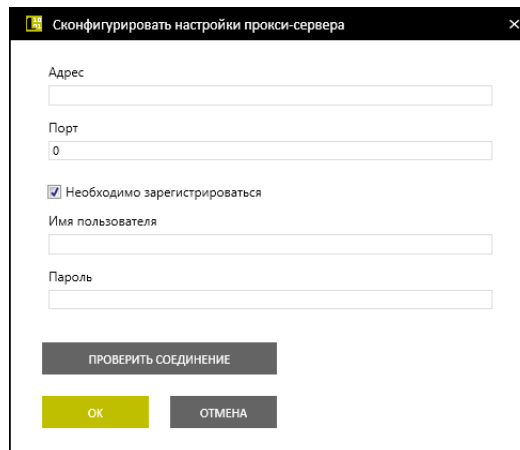 Сконфигурировать настройки прокси-сервера
Адрес
Порт
0
Необходимо зарегистрироваться
Имя пользователя
Пароль
ПРОВЕРИТЬ СОЕДИНЕНИЕ
ОК ОТМЕНА